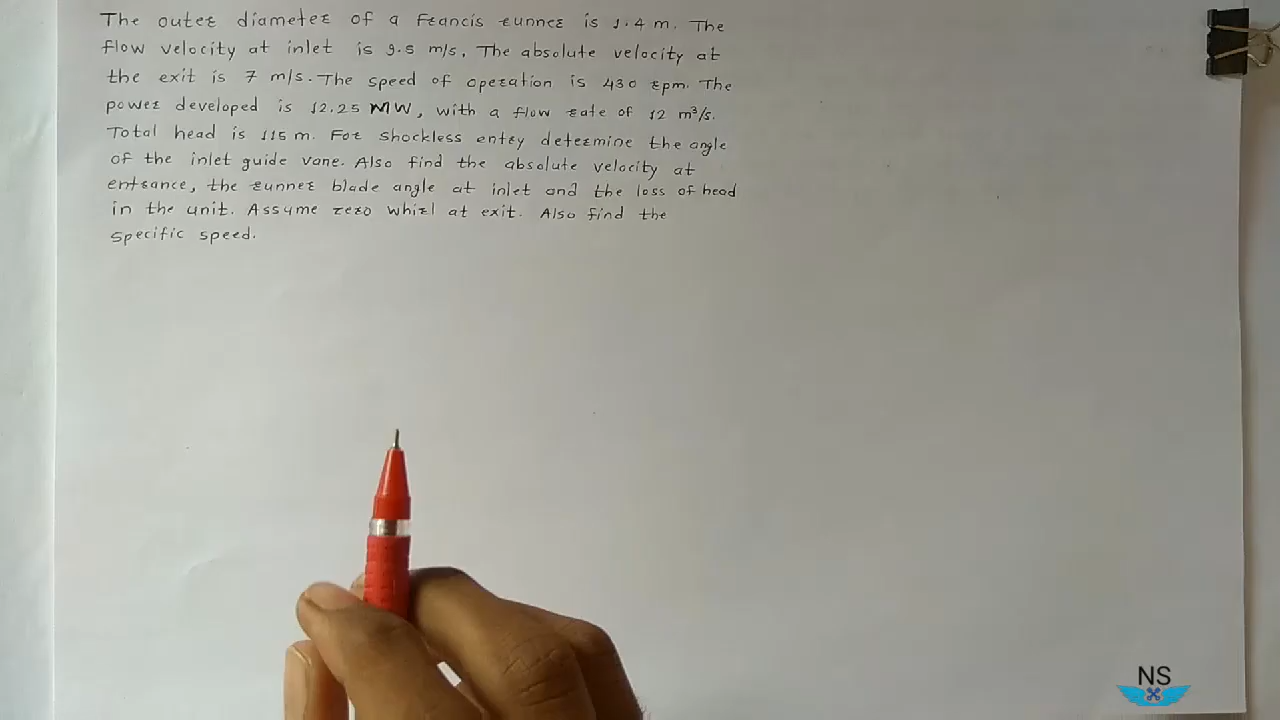 The outer diameter of a Francis runner is 1.4 m. The
flow velocity at inlet is 9.5 m/s. The absolute velocity at
the exit is 7 m/s. The speed of operation is 430 rpm. The
power developed is 12.25 MW, with a flow rate of 12 m³/s.
Total head is 115 m. For shockless entry determine the angle
of the inlet guide vane. Also find the absolute velocity at
entrance, the runner blade angle at inlet and the loss of head
in the unit. Assume zero whirl at exit. Also find the
specific speed.
NS